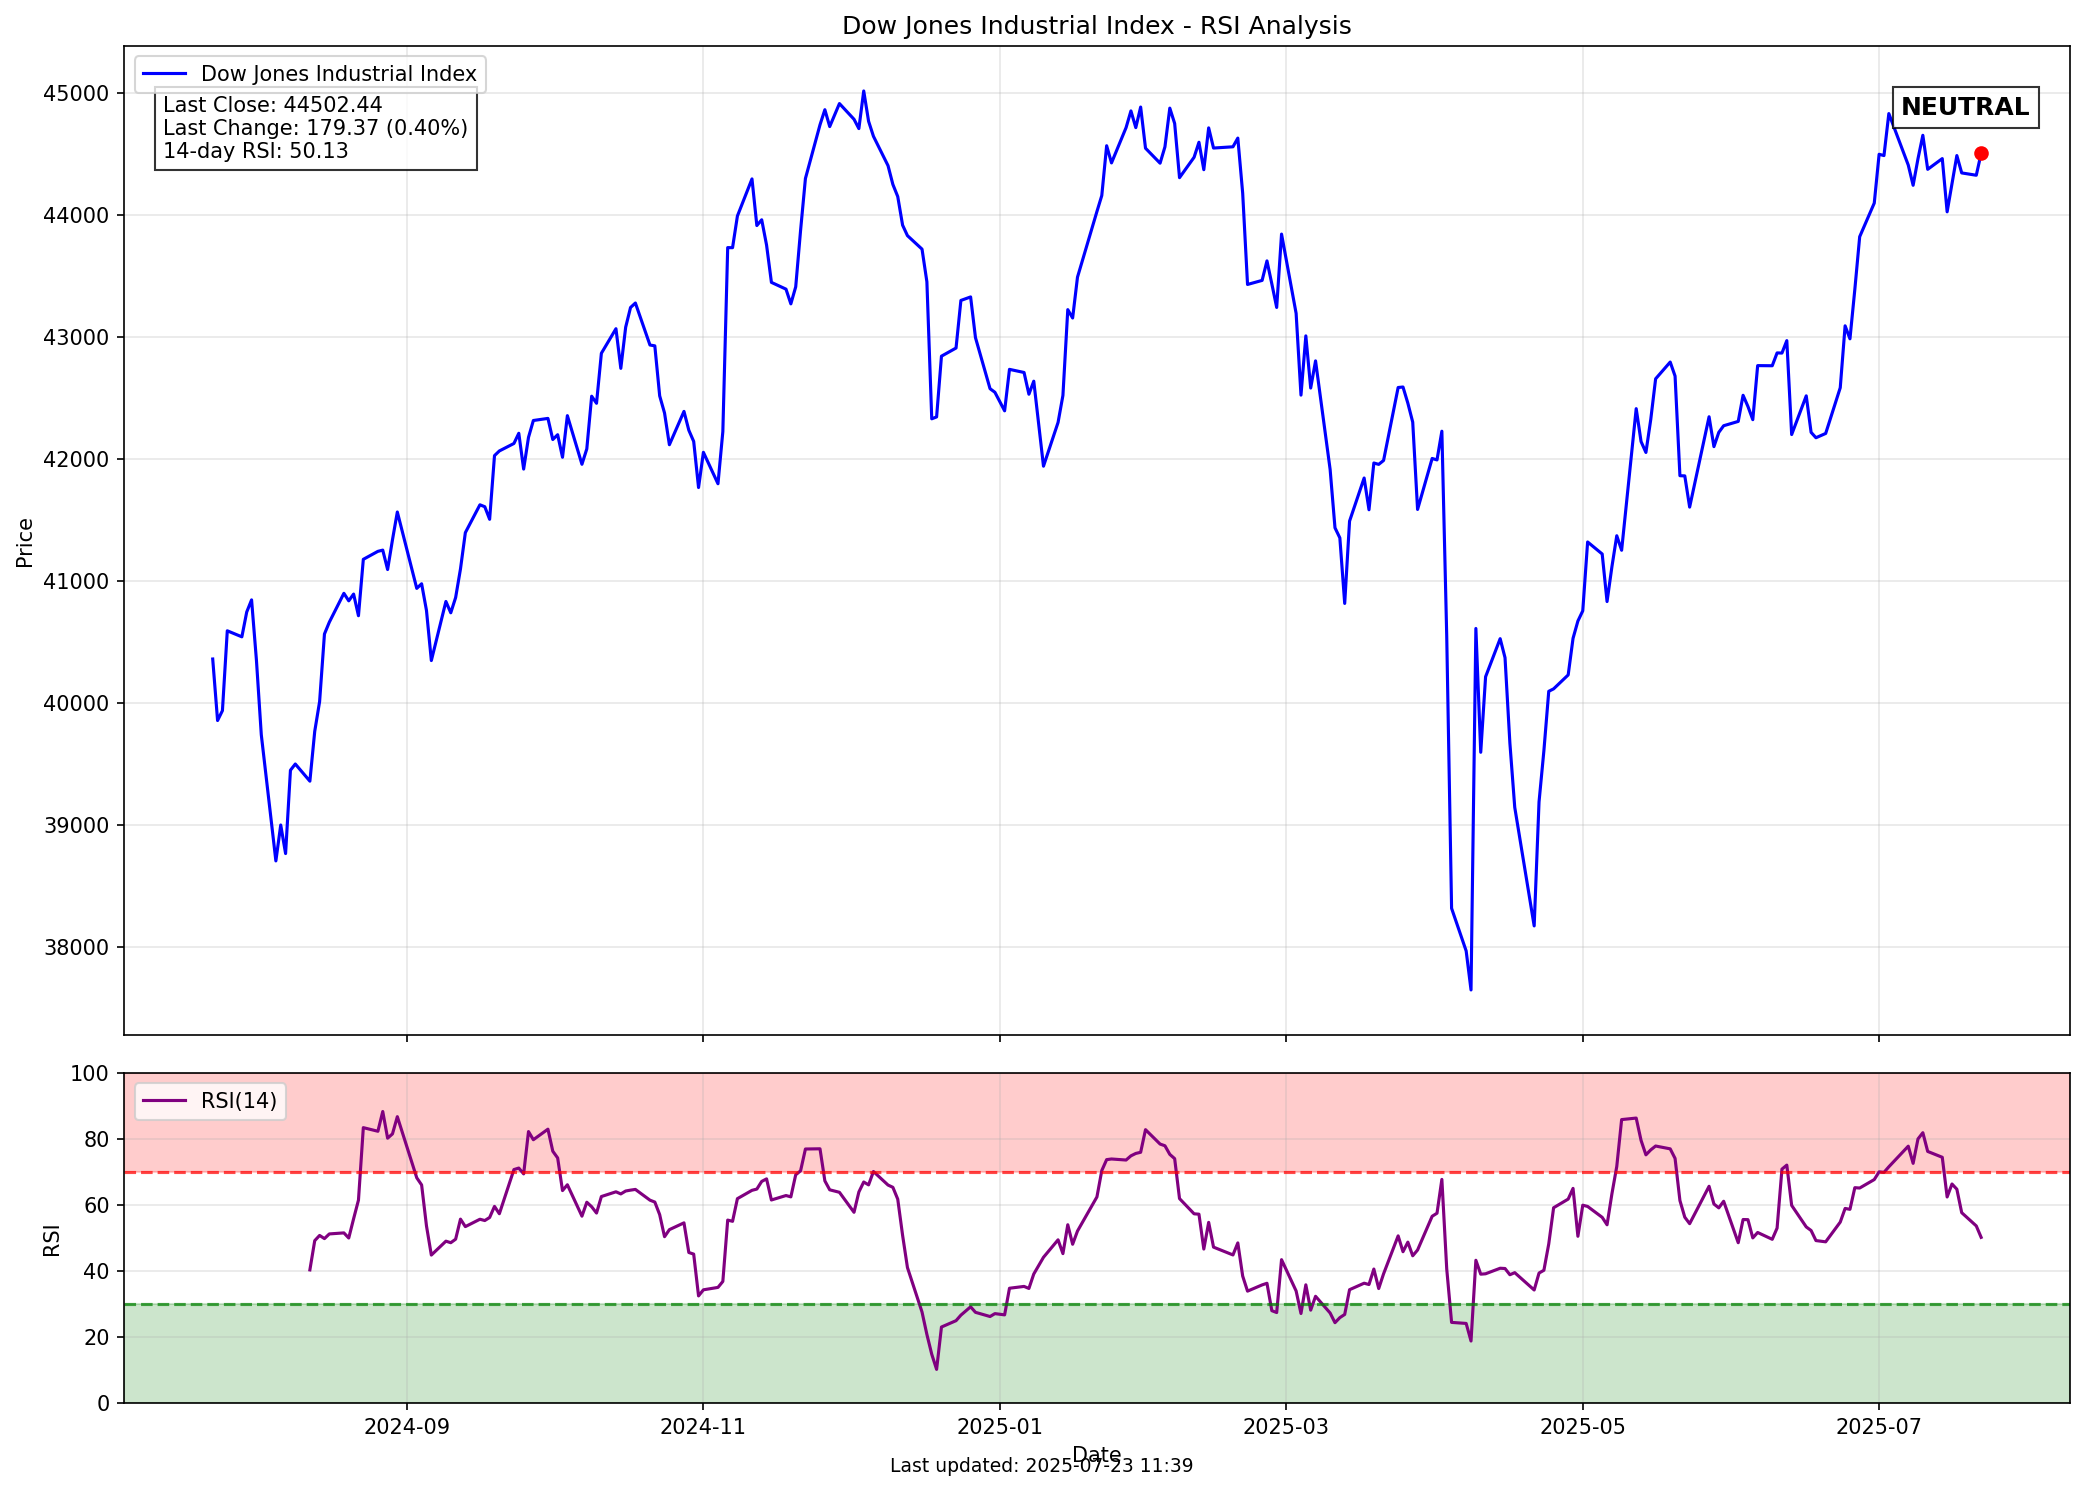 Dow Jones Industrial Index - RSI Analysis
Dow Jones Industrial Index
Last Close: 44502.44
Last Change: 179.37 (0.40%)
14-day RSI: 50.13
NEUTRAL
Price
45000
44000
43000
42000
41000
40000
39000
38000
RSI(14)
RSI
100
80
60
40
20
0
2024-09
2024-11
2025-01
2025-03
2025-05
2025-07
Date
Last updated: 2025-07-23 11:39